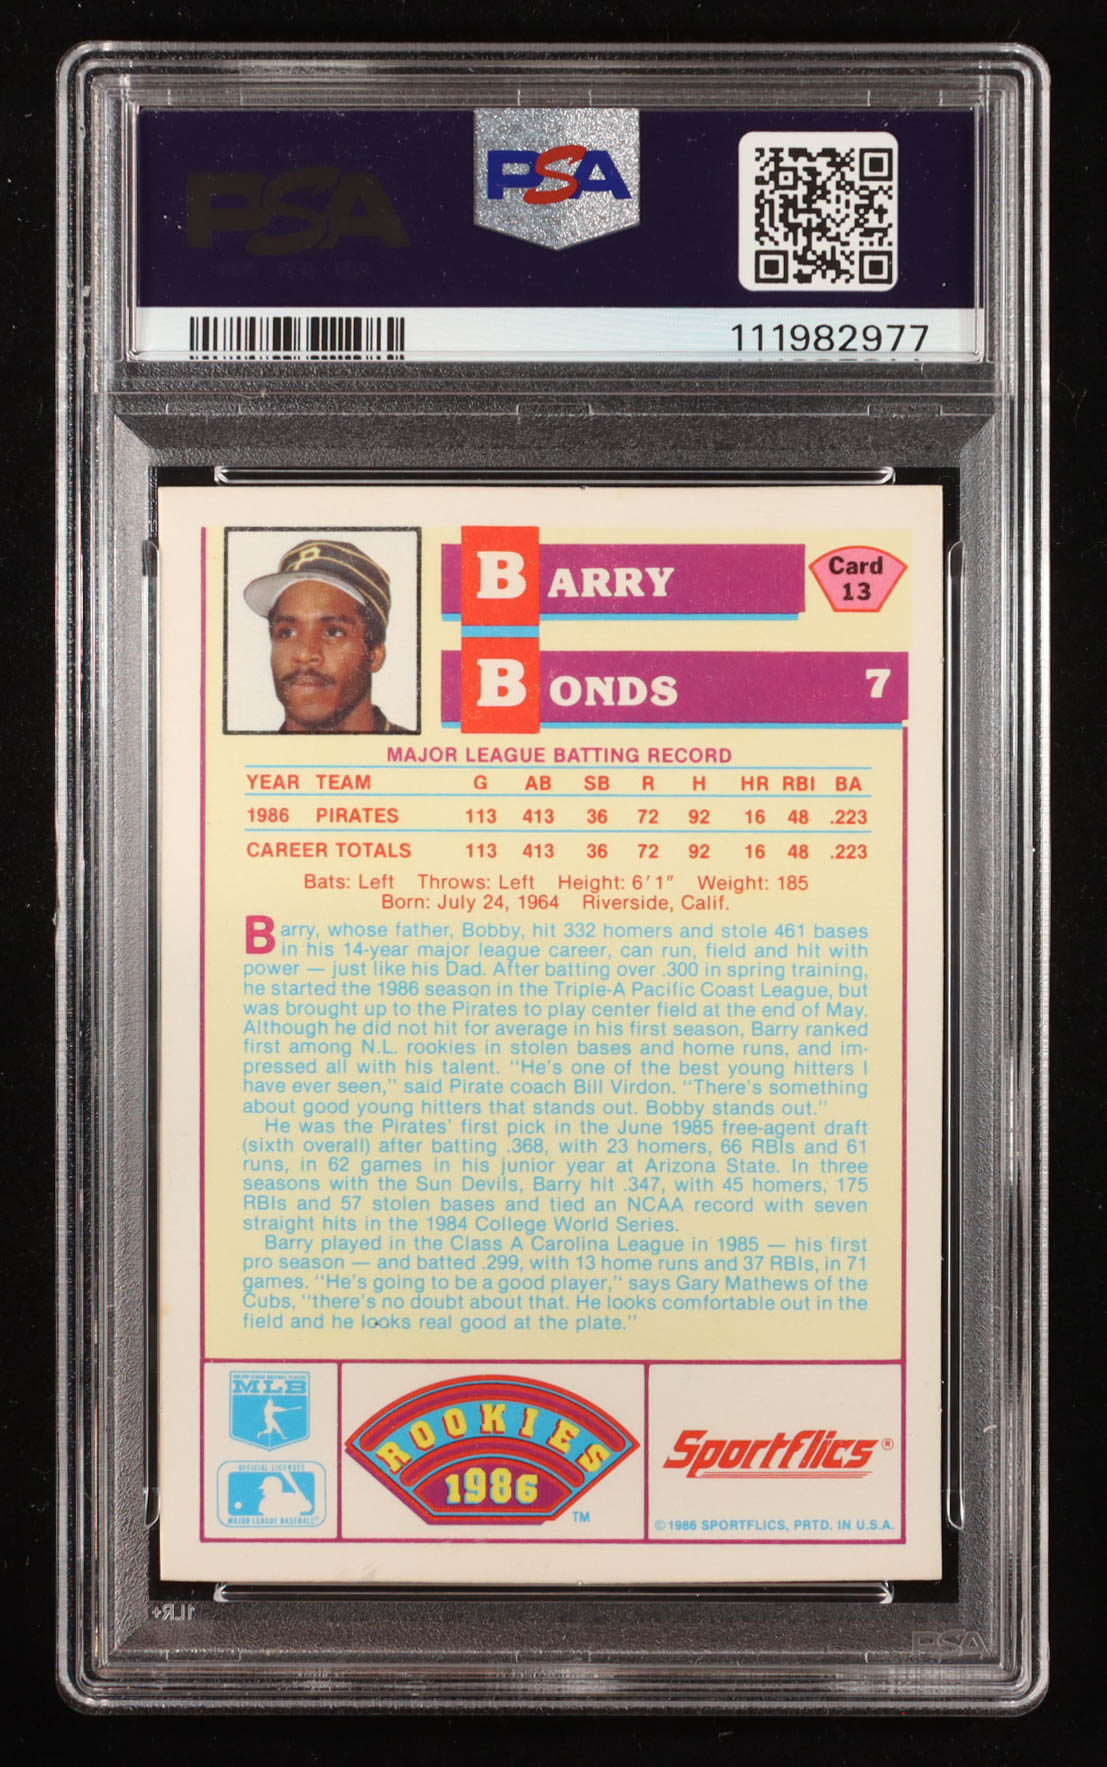 PSA
PSA
111982977
BARRY
Card
13
BONDS
7
MAJOR LEAGUE BATTING RECORD
YEAR TEAM G AB SB R H HR RBI BA
1986 PIRATES 113 413 36 72 92 16 48 .223
CAREER TOTALS 113 413 36 72 92 16 48 .223
Bats: Left Throws: Left Height: 6'1" Weight: 185
Born: July 24, 1964 Riverside, Calif.
Barry, whose father, Bobby, hit 332 homers and stole 461 bases
in his 14-year major league career, can run, field and hit with
power — just like his Dad. After batting over .300 in spring training,
he started the 1986 season in the Triple-A Pacific Coast League, but
was brought up to the Pirates to play center field at the end of May.
Although he did not hit for average in his first season, Barry ranked
first among N.L. rookies in stolen bases and home runs, and im-
pressed all with his talent. "He's one of the best young hitters I
have ever seen," said Pirate coach Bill Virdon. "There's something
about good young hitters that stands out. Bobby stands out."
He was the Pirates' first pick in the June 1985 free-agent draft
(sixth overall) after batting .368, with 23 homers, 66 RBIs and 61
runs, in 62 games in his junior year at Arizona State. In three
seasons with the Sun Devils, Barry hit .347, with 45 homers, 175
RBIs and 57 stolen bases and tied an NCAA record with seven
straight hits in the 1984 College World Series.
Barry played in the Class A Carolina League in 1985 — his first
pro season — and batted .299, with 13 home runs and 37 RBIs, in 71
games. "He's going to be a good player," says Gary Mathews of the
Cubs, "there's no doubt about that. He looks comfortable out in the
field and he looks real good at the plate."
MAJOR LEAGUE BASEBALL PLAYERS
MLB
OFFICIAL LICENSEE
MAJOR LEAGUE BASEBALL
ROOKIES
1986
TM
Sportflics®
© 1986 SPORTFLICS, PRTD. IN U.S.A.
1LR+
PSA